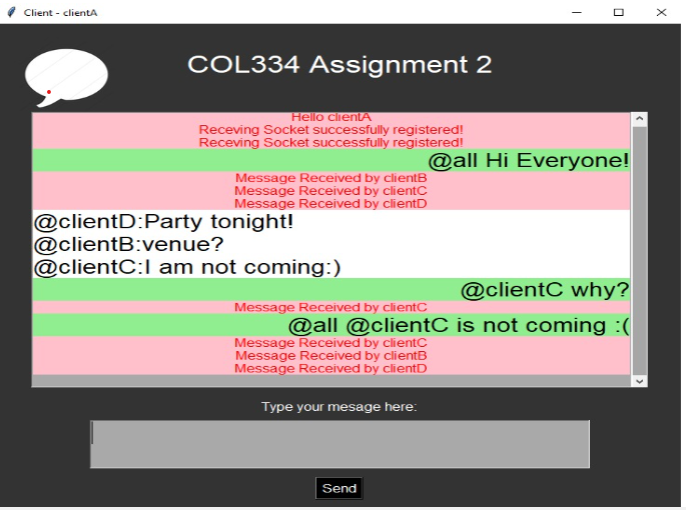 Client - clientA
COL334 Assignment 2
Hello clientA
Receving Socket successfully registered!
Receving Socket successfully registered!
@all Hi Everyone!
Message Received by clientB
Message Received by clientC
Message Received by clientD
@clientD:Party tonight!
@clientB:venue?
@clientC:I am not coming:)
@clientC why?
Message Received by clientC
@all @clientC is not coming :(
Message Received by clientC
Message Received by clientB
Message Received by clientD
Type your mesage here:
Send